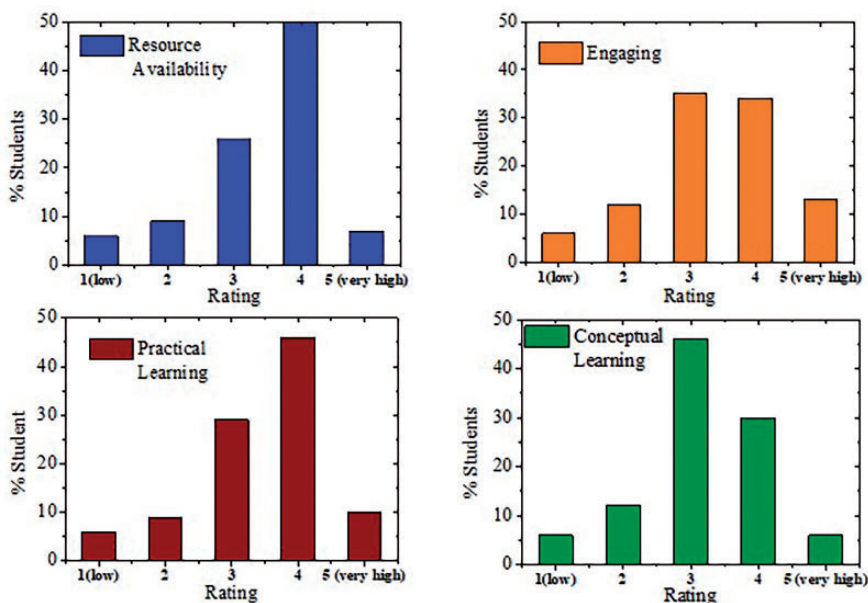 50
40
30
20
10
0
% Students
Resource
Availability
1(low) 2 3 4 5 (very high)
Rating
50
40
30
20
10
0
% Students
Engaging
1(low) 2 3 4 5 (very high)
Rating
50
40
30
20
10
0
% Student
Practical
Learning
1(low) 2 3 4 5 (very high)
Rating
50
40
30
20
10
0
% Students
Conceptual
Learning
1(low) 2 3 4 5 (very high)
Rating